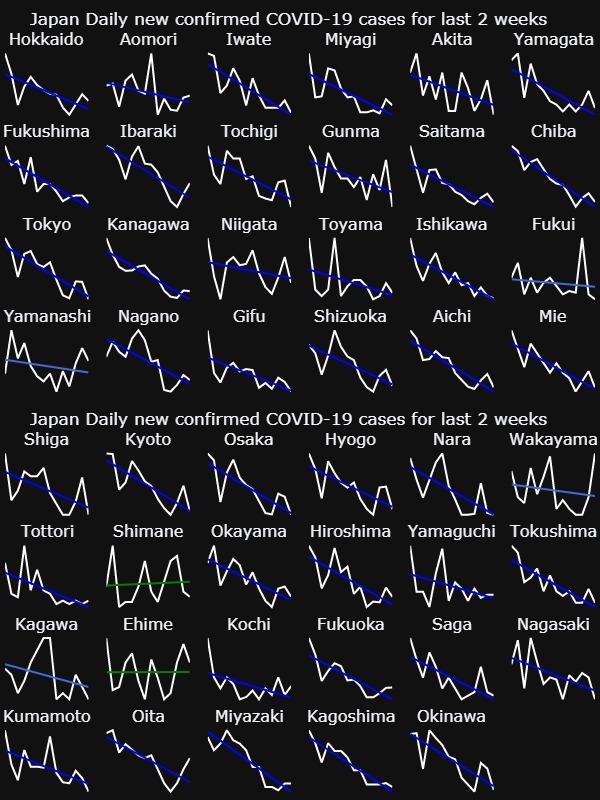 Japan Daily new confirmed COVID-19 cases for last 2 weeks
Hokkaido Aomori Iwate Miyagi Akita Yamagata
Fukushima Ibaraki Tochigi Gunma Saitama Chiba
Tokyo Kanagawa Niigata Toyama Ishikawa Fukui
Yamanashi Nagano Gifu Shizuoka Aichi Mie
Japan Daily new confirmed COVID-19 cases for last 2 weeks
Shiga Kyoto Osaka Hyogo Nara Wakayama
Tottori Shimane Okayama Hiroshima Yamaguchi Tokushima
Kagawa Ehime Kochi Fukuoka Saga Nagasaki
Kumamoto Oita Miyazaki Kagoshima Okinawa